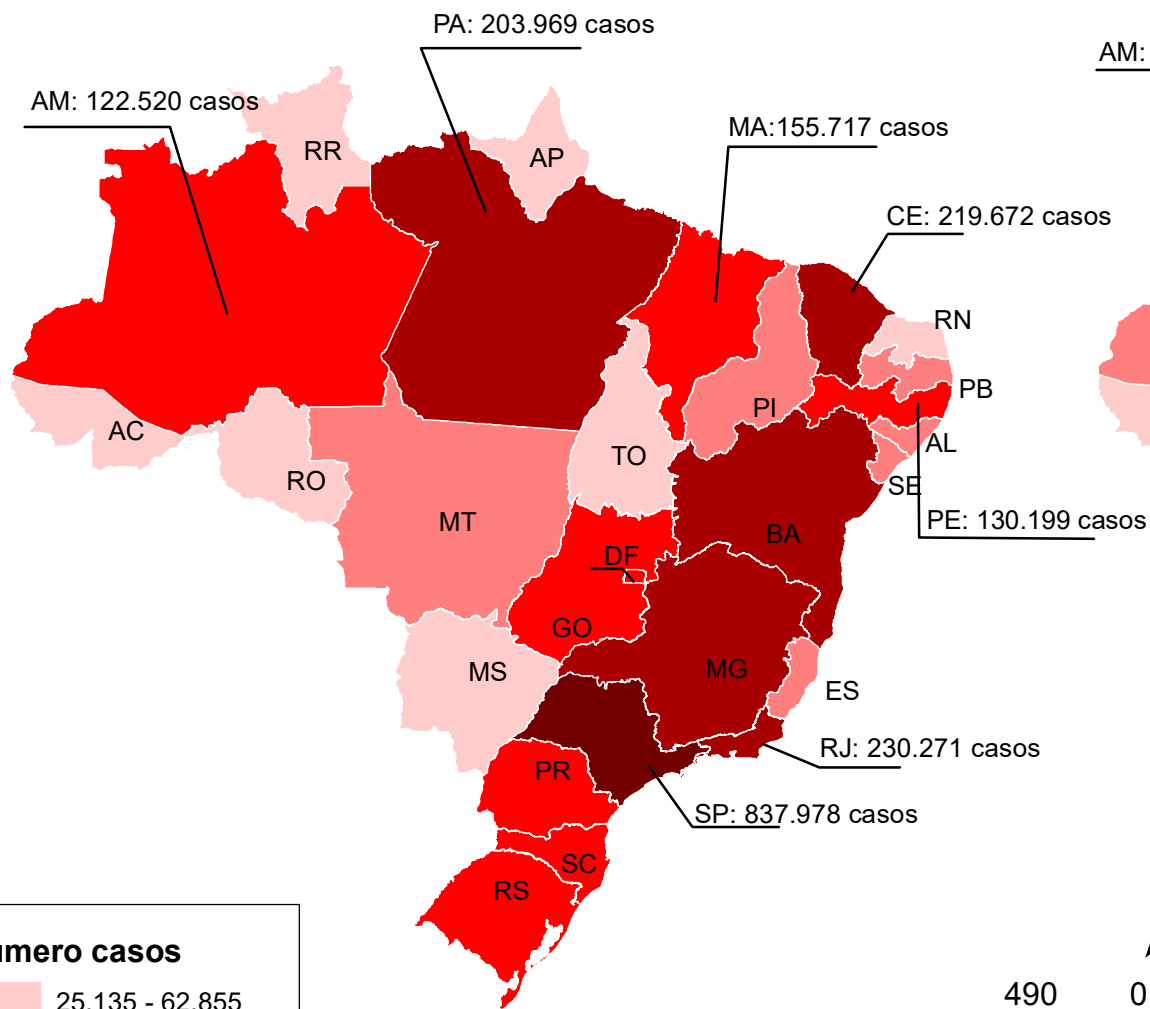 PA: 203.969 casos
AM:
AM: 122.520 casos
MA:155.717 casos
RR
AP
CE: 219.672 casos
RN
PB
PI
AC
AL
TO
RO
SE
MT
PE: 130.199 casos
BA
DF
GO
MG
MS
ES
RJ: 230.271 casos
PR
SP: 837.978 casos
SC
RS
úmero casos
25.135 - 62.855
490
0